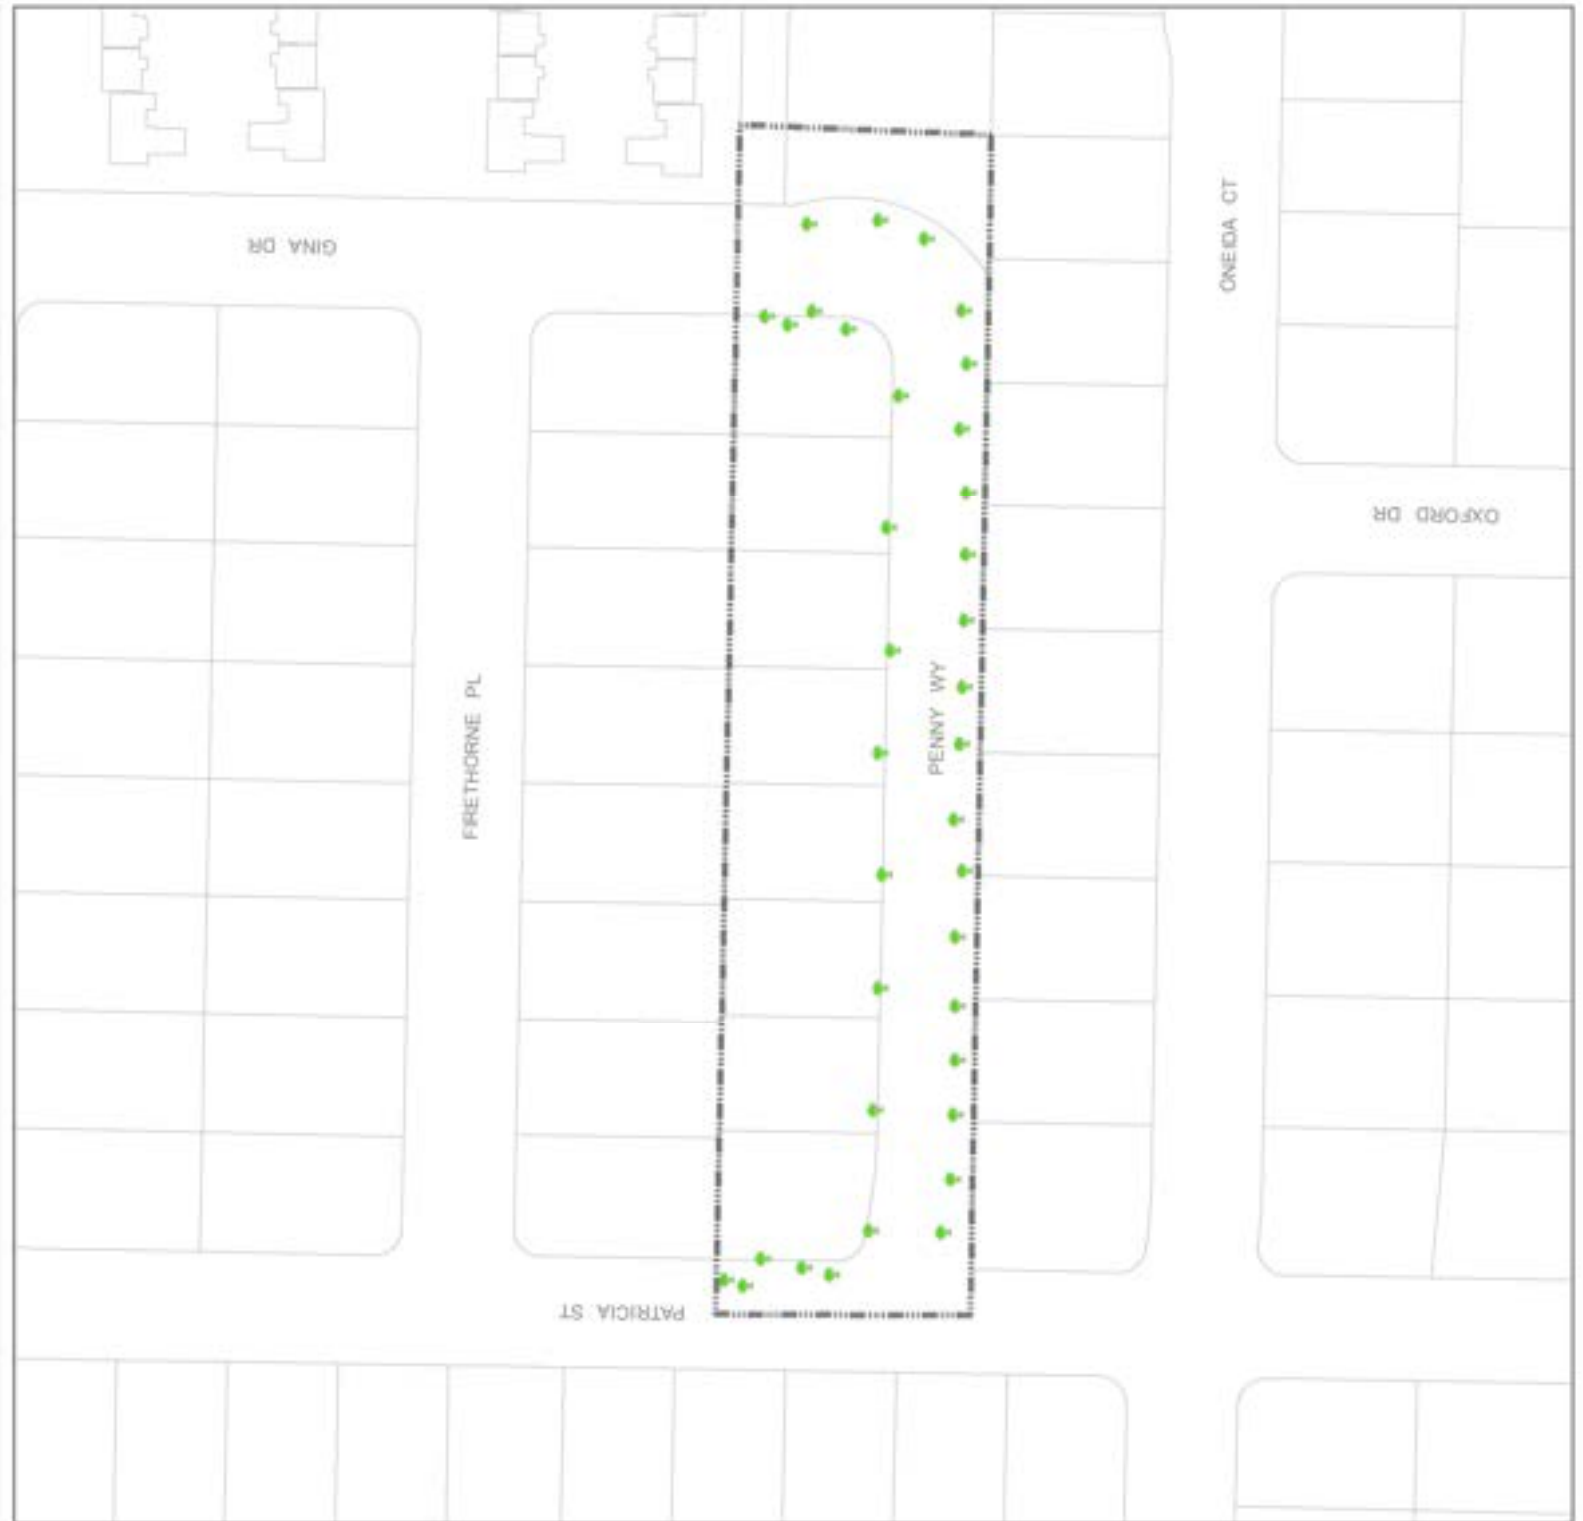 GINA DR
ONEIDA CT
OXFORD DR
FIRETHORNE PL
PENNY WY
PATRICIA ST